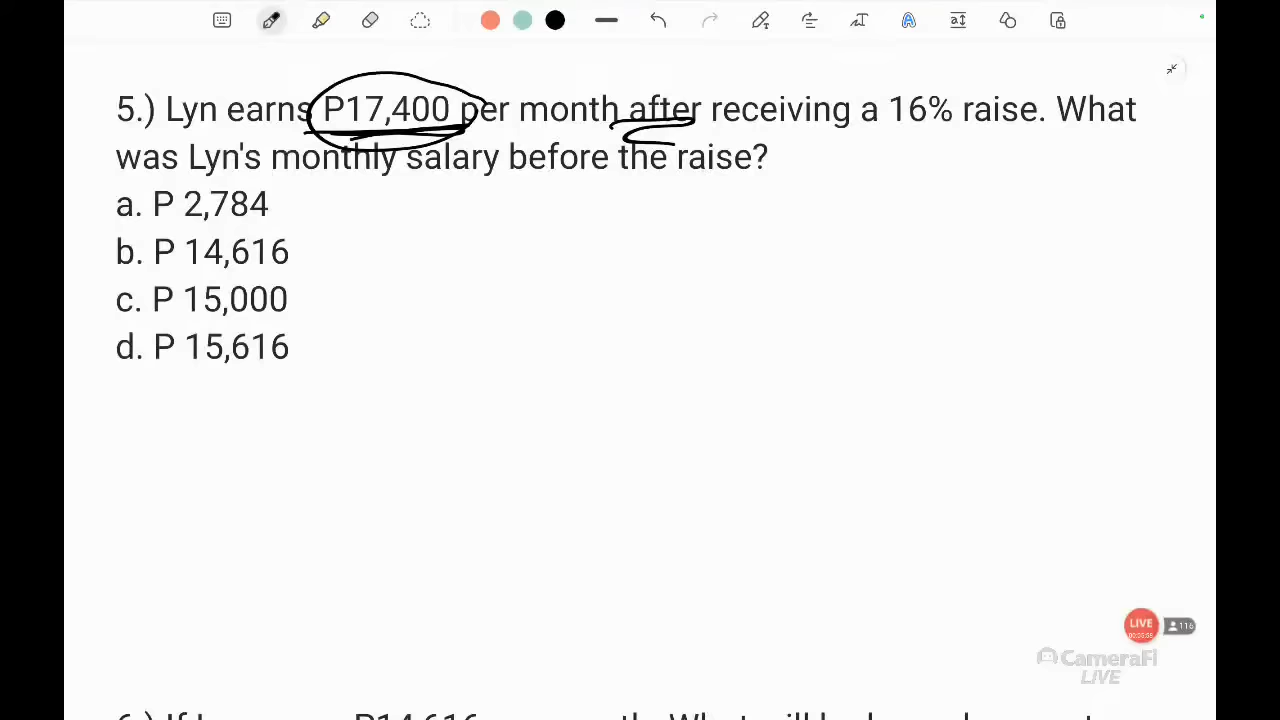 5.) Lyn earns P17,400 per month after receiving a 16% raise. What
was Lyn's monthly salary before the raise?
a. P 2,784
b. P 14,616
c. P 15,000
d. P 15,616
LIVE
116
CameraFi
LIVE